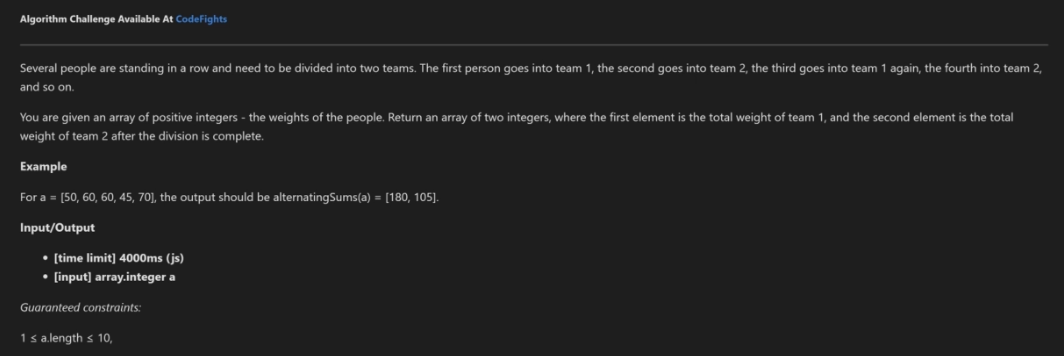 Algorithm Challenge Available At CodeFights
Several people are standing in a row and need to be divided into two teams. The first person goes into team 1, the second goes into team 2, the third goes into team 1 again, the fourth into team 2,
and so on.
You are given an array of positive integers - the weights of the people. Return an array of two integers, where the first element is the total weight of team 1, and the second element is the total
weight of team 2 after the division is complete.
Example
For a = [50, 60, 60, 45, 70], the output should be alternatingSums(a) = [180, 105].
Input/Output
• [time limit] 4000ms (js)
• [input] array.integer a
Guaranteed constraints:
1 ≤ a.length ≤ 10,